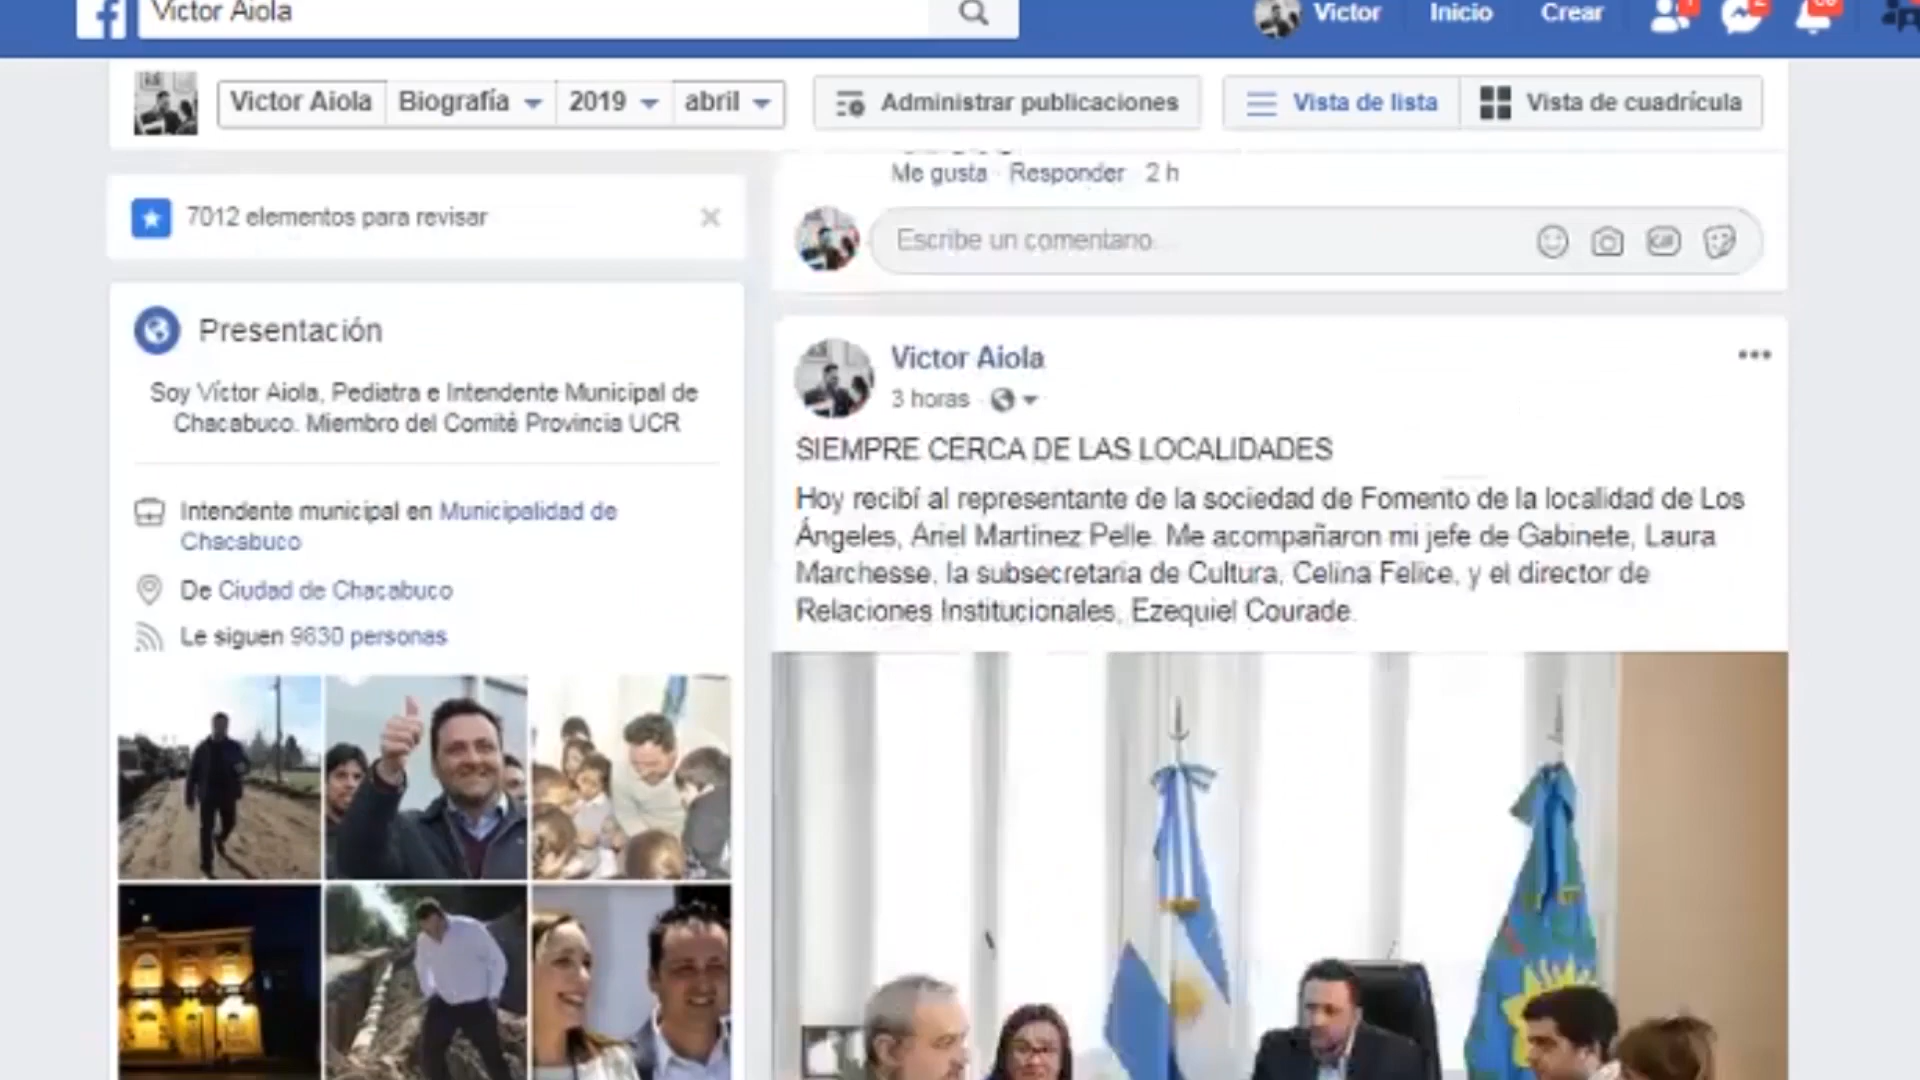 Victor Aiola
Victor Inicio Crear
Victor Aiola Biografía 2019 abril
Administrar publicaciones
Vista de lista Vista de cuadrícula
Me gusta · Responder · 2 h
7012 elementos para revisar
Escribe un comentario...
Presentación
Soy Víctor Aiola, Pediatra e Intendente Municipal de
Chacabuco. Miembro del Comité Provincia UCR
Intendente municipal en Municipalidad de
Chacabuco
De Ciudad de Chacabuco
Le siguen 9630 personas
Victor Aiola
3 horas ·
SIEMPRE CERCA DE LAS LOCALIDADES
Hoy recibí al representante de la sociedad de Fomento de la localidad de Los
Ángeles, Ariel Martinez Pelle. Me acompañaron mi jefe de Gabinete, Laura
Marchesse, la subsecretaria de Cultura, Celina Felice, y el director de
Relaciones Institucionales, Ezequiel Courade.